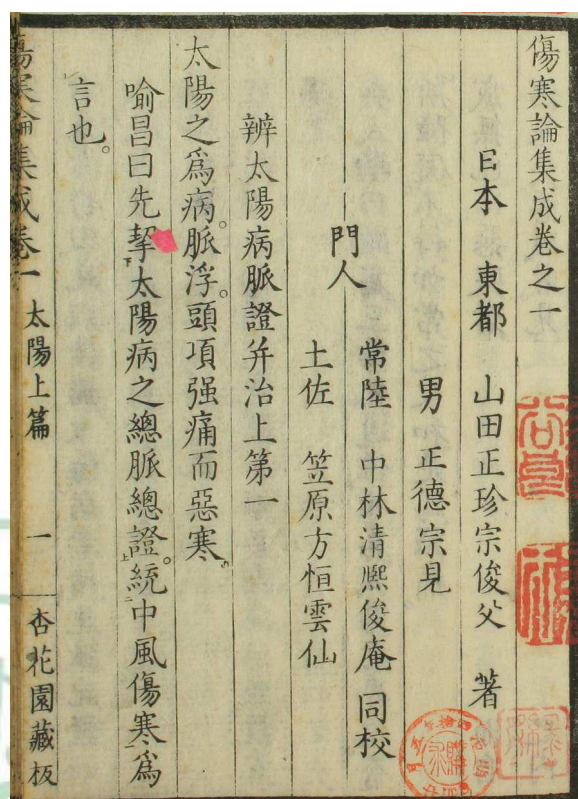 傷寒論集成卷之一
日本 東都 山田正珍宗俊父 著
男 正德宗見
門人
常陸 中林清熈俊庵 同校
土佐 笠原方恒雲仙
辨太陽病脈證并治上第一
太陽之爲病。脈浮。頭項强痛而惡寒。
喻昌曰先挈下太陽病之總脈總證。統中上二風傷寒爲
言也。
傷寒論集成卷一 太陽上篇 一 杏花園藏板